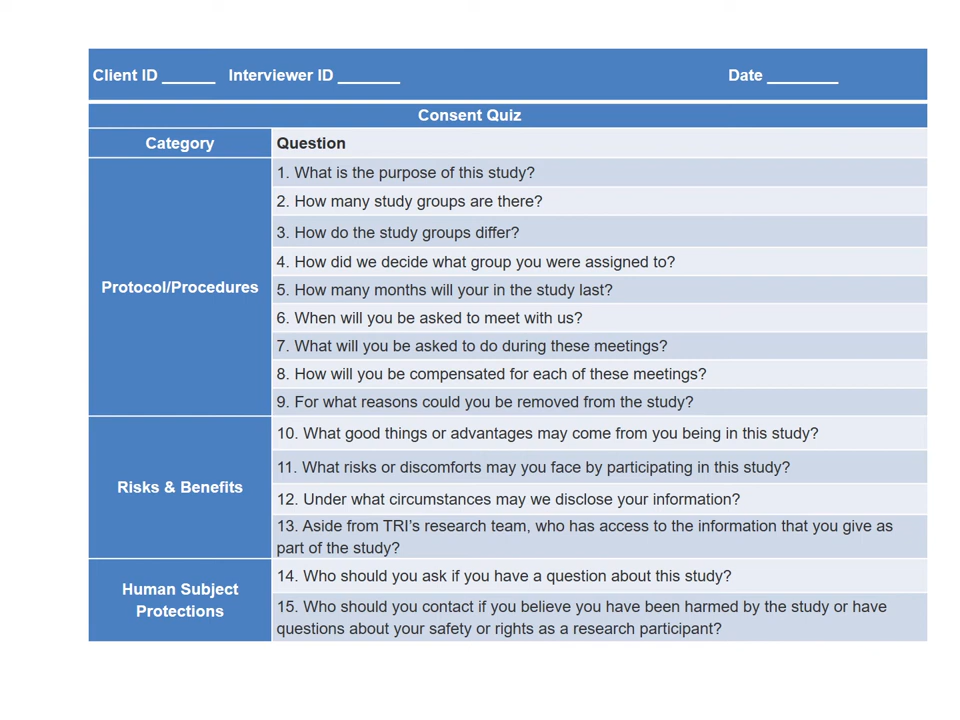 Client ID ______ Interviewer ID _______ Date ________
Consent Quiz
Category Question
Protocol/Procedures
1. What is the purpose of this study?
2. How many study groups are there?
3. How do the study groups differ?
4. How did we decide what group you were assigned to?
5. How many months will your in the study last?
6. When will you be asked to meet with us?
7. What will you be asked to do during these meetings?
8. How will you be compensated for each of these meetings?
9. For what reasons could you be removed from the study?
Risks & Benefits
10. What good things or advantages may come from you being in this study?
11. What risks or discomforts may you face by participating in this study?
12. Under what circumstances may we disclose your information?
13. Aside from TRI's research team, who has access to the information that you give as
part of the study?
Human Subject
Protections
14. Who should you ask if you have a question about this study?
15. Who should you contact if you believe you have been harmed by the study or have
questions about your safety or rights as a research participant?